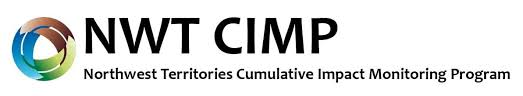 NWT CIMP
Northwest Territories Cumulative Impact Monitoring Program